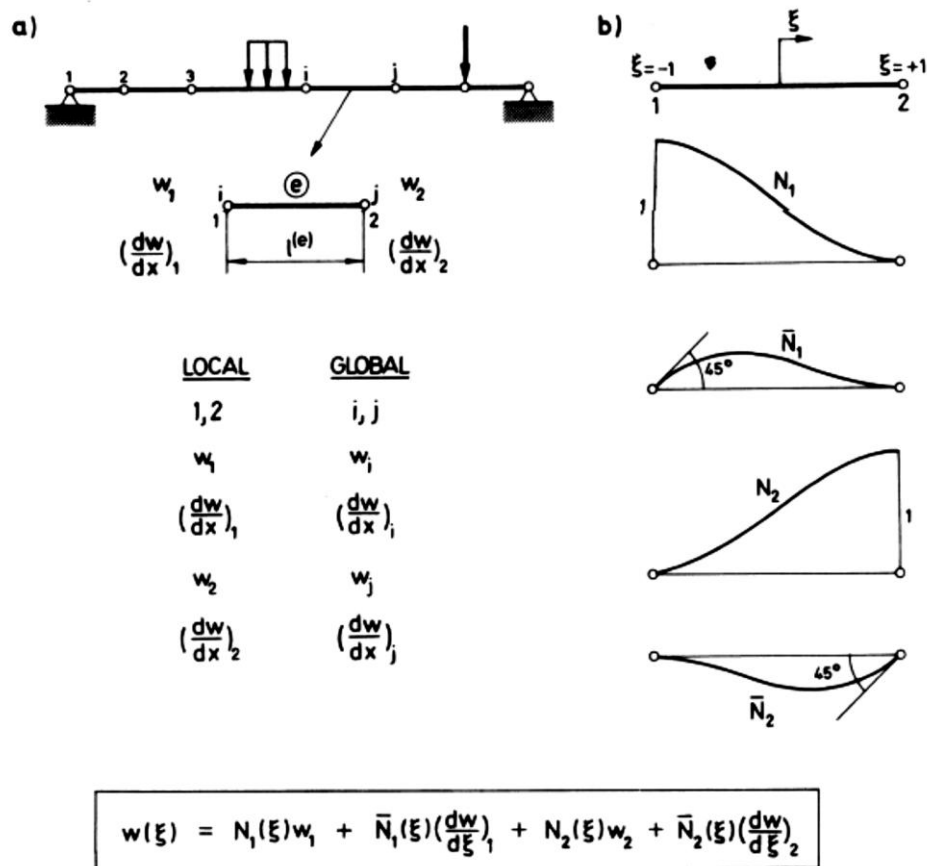 a)
1 2 3 i j
w₁ i ⓔ j w₂
1 2
(dw/dx)₁ l⁽ᵉ⁾ (dw/dx)₂
LOCAL GLOBAL
1,2 i, j
w₁ wᵢ
(dw/dx)₁ (dw/dx)ᵢ
w₂ wⱼ
(dw/dx)₂ (dw/dx)ⱼ
b)
ξ
ξ=-1 ξ=+1
1 2
N₁
1
N̄₁
45°
N₂
1
45°
N̄₂
w(ξ) = N₁(ξ)w₁ + N̄₁(ξ)(dw/dξ)₁ + N₂(ξ)w₂ + N̄₂(ξ)(dw/dξ)₂